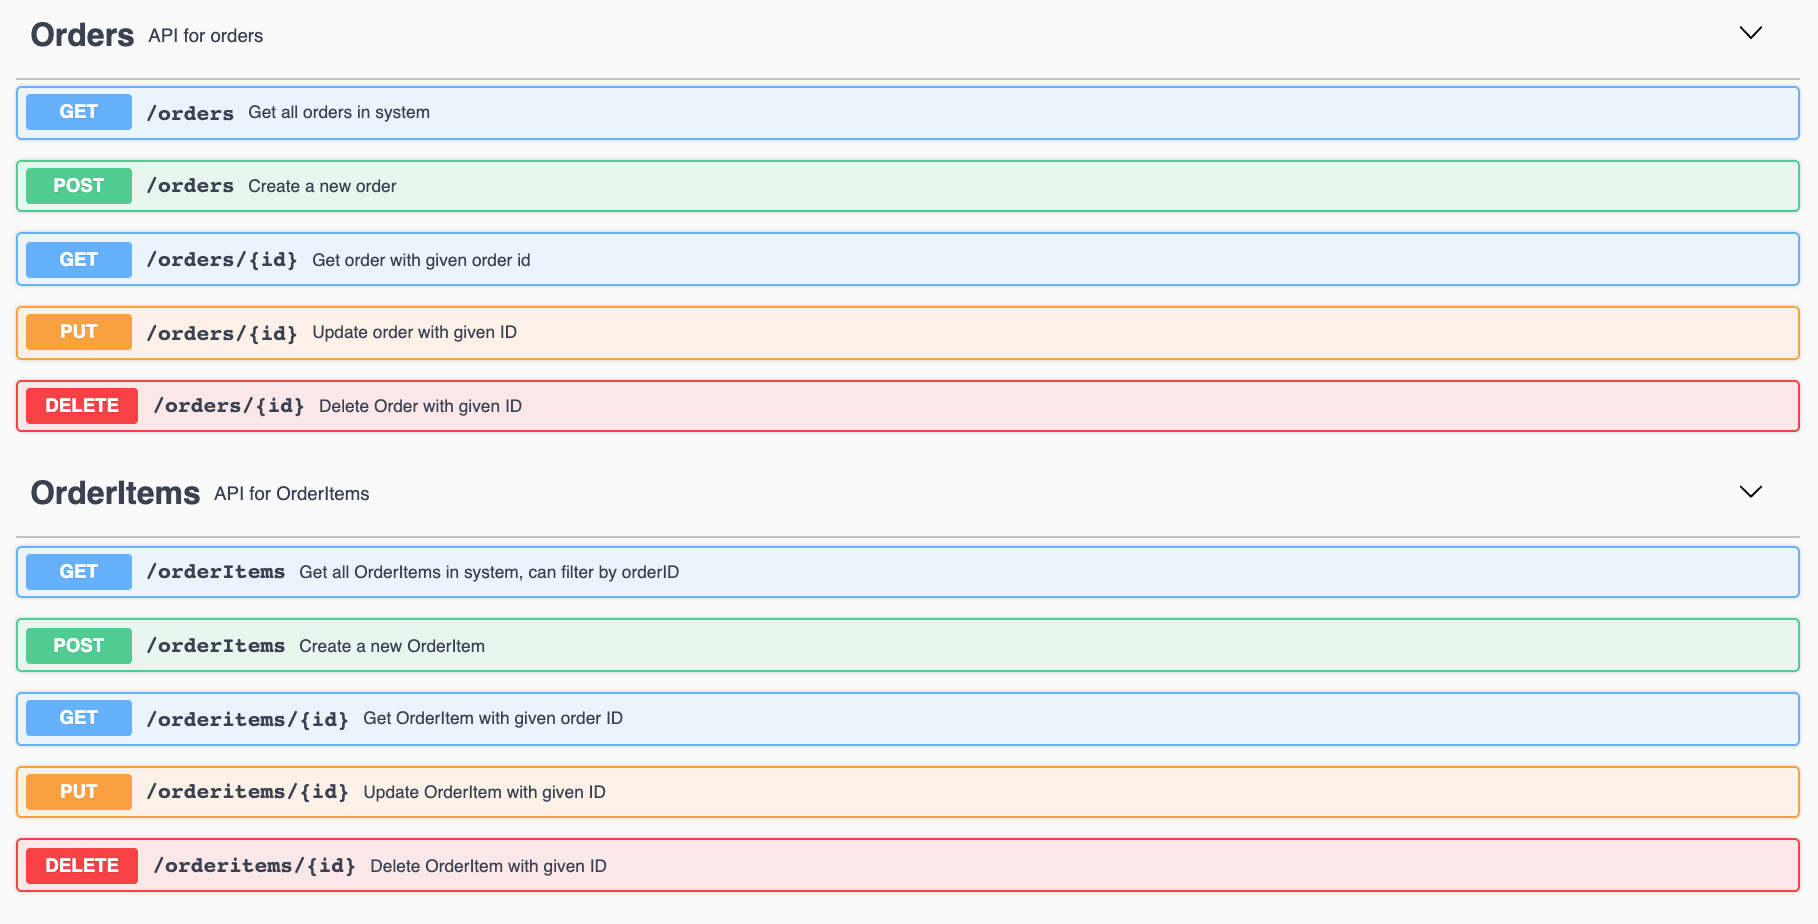 Orders API for orders
GET /orders Get all orders in system
POST /orders Create a new order
GET /orders/{id} Get order with given order id
PUT /orders/{id} Update order with given ID
DELETE /orders/{id} Delete Order with given ID
OrderItems API for OrderItems
GET /orderItems Get all OrderItems in system, can filter by orderID
POST /orderItems Create a new OrderItem
GET /orderitems/{id} Get OrderItem with given order ID
PUT /orderitems/{id} Update OrderItem with given ID
DELETE /orderitems/{id} Delete OrderItem with given ID